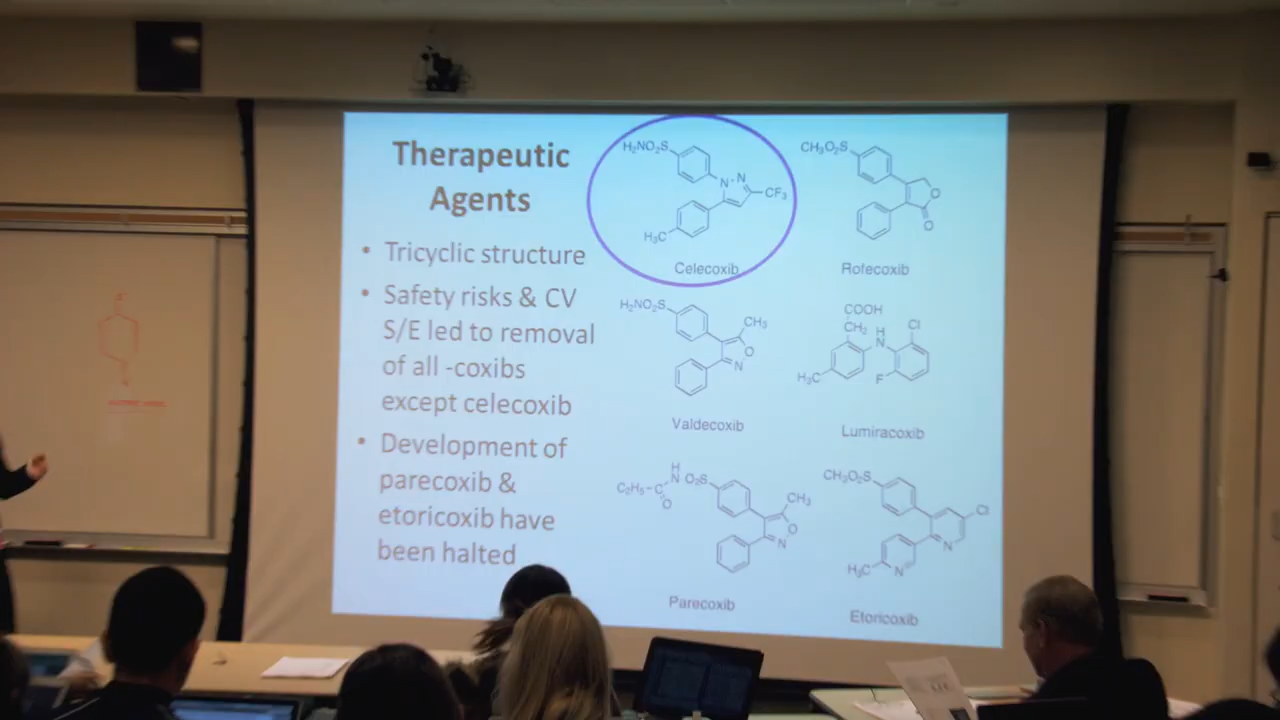 Therapeutic
Agents
• Tricyclic structure
• Safety risks & CV
S/E led to removal
of all -coxibs
except celecoxib
• Development of
parecoxib &
etoricoxib have
been halted
H₂NO₂S
N
N
CF₃
H₃C
Celecoxib
CH₃O₂S
O
O
Rofecoxib
H₂NO₂S
CH₃
O
N
Valdecoxib
COOH
CH₂
H
N
Cl
H₃C
F
Lumiracoxib
H
N
O₂S
C₂H₅-C
O
CH₃
O
N
Parecoxib
CH₃O₂S
Cl
N
H₃C
N
Etoricoxib